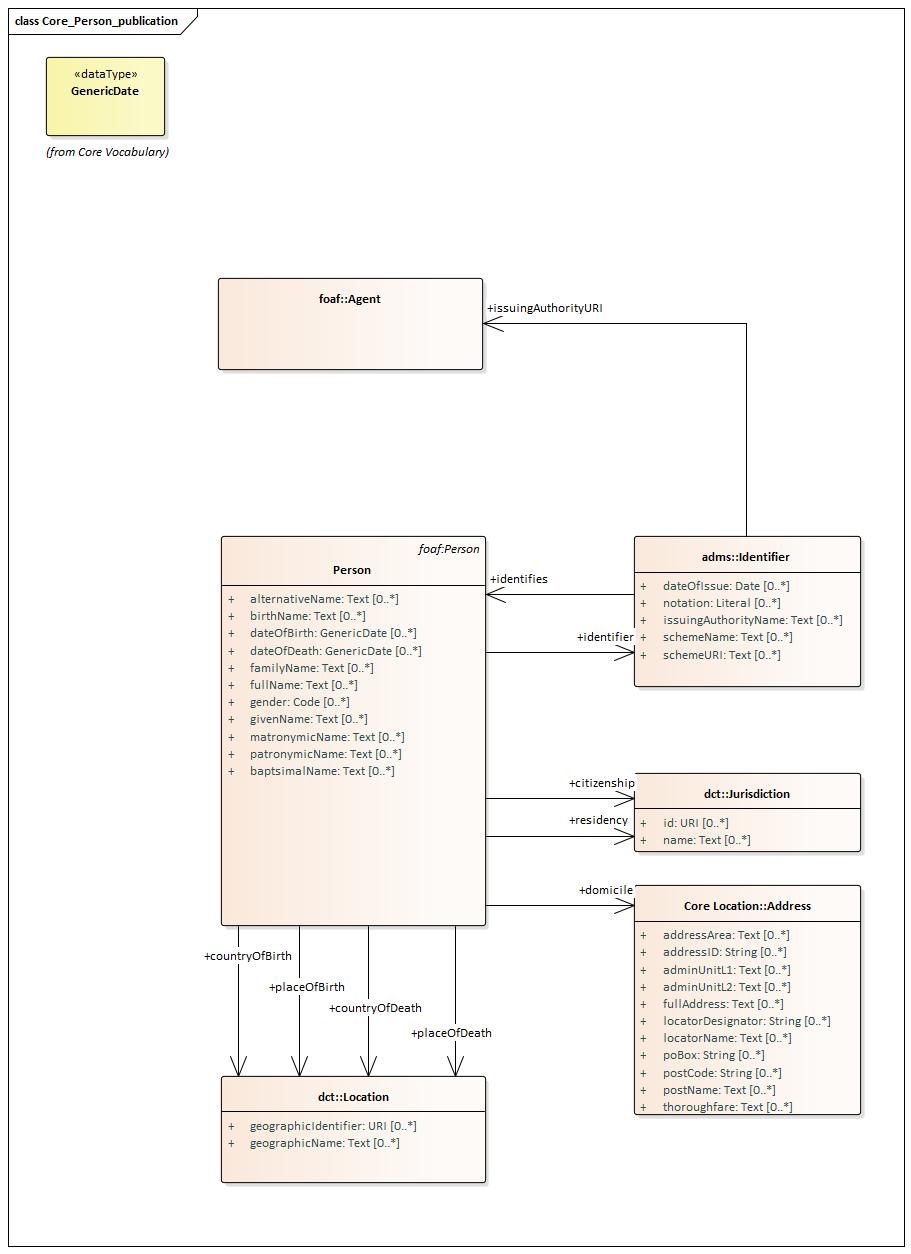 class Core_Person_publication
«dataType»
GenericDate
(from Core Vocabulary)
foaf::Agent
+issuingAuthorityURI
foaf:Person
Person
+ alternativeName: Text [0..*]
+ birthName: Text [0..*]
+ dateOfBirth: GenericDate [0..*]
+ dateOfDeath: GenericDate [0..*]
+ familyName: Text [0..*]
+ fullName: Text [0..*]
+ gender: Code [0..*]
+ givenName: Text [0..*]
+ matronymicName: Text [0..*]
+ patronymicName: Text [0..*]
+ baptsimalName: Text [0..*]
+identifies
+identifier
adms::Identifier
+ dateOfIssue: Date [0..*]
+ notation: Literal [0..*]
+ issuingAuthorityName: Text [0..*]
+ schemeName: Text [0..*]
+ schemeURI: Text [0..*]
+citizenship
+residency
dct::Jurisdiction
+ id: URI [0..*]
+ name: Text [0..*]
+domicile
Core Location::Address
+ addressArea: Text [0..*]
+ addressID: String [0..*]
+ adminUnitL1: Text [0..*]
+ adminUnitL2: Text [0..*]
+ fullAddress: Text [0..*]
+ locatorDesignator: String [0..*]
+ locatorName: Text [0..*]
+ poBox: String [0..*]
+ postCode: String [0..*]
+ postName: Text [0..*]
+ thoroughfare: Text [0..*]
+countryOfBirth
+placeOfBirth
+countryOfDeath
+placeOfDeath
dct::Location
+ geographicIdentifier: URI [0..*]
+ geographicName: Text [0..*]